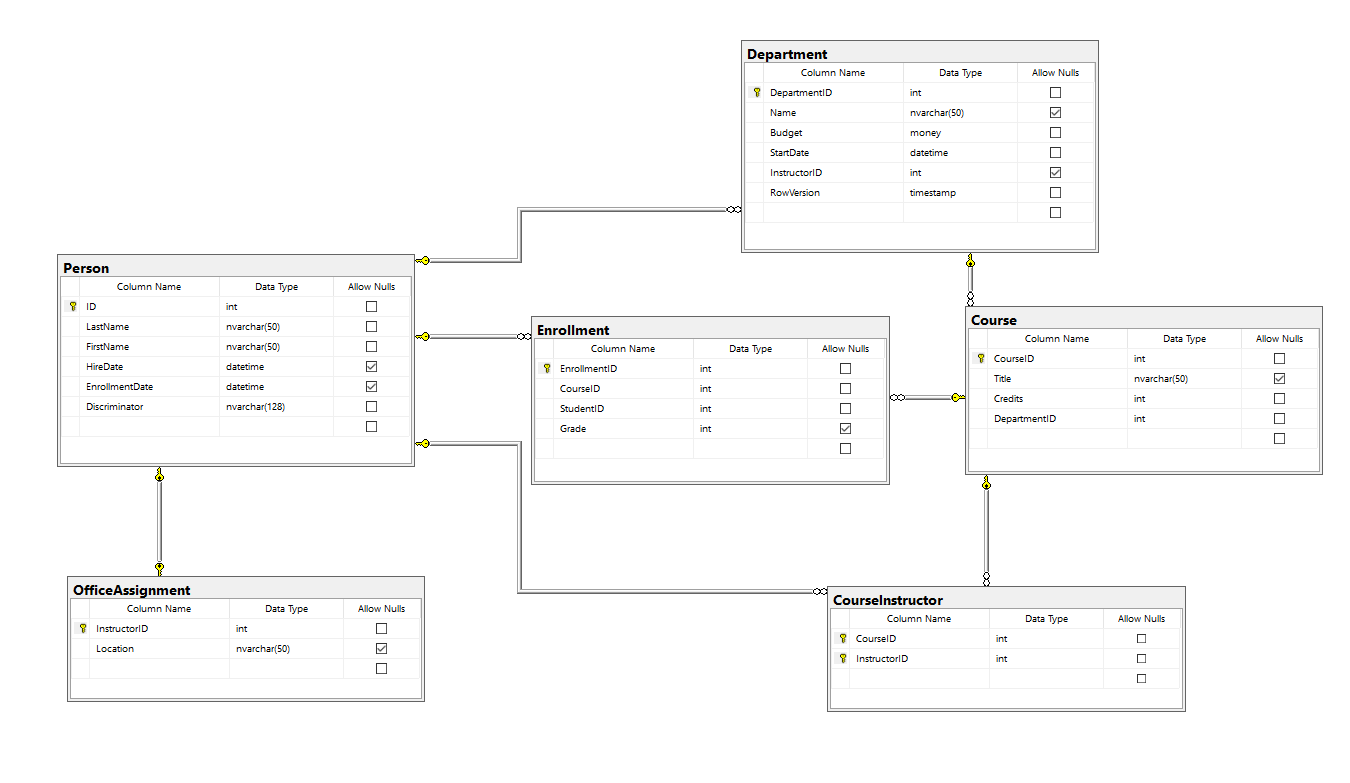 Department
Column Name Data Type Allow Nulls
DepartmentID int
Name nvarchar(50)
Budget money
StartDate datetime
InstructorID int
RowVersion timestamp
Person
Column Name Data Type Allow Nulls
ID int
LastName nvarchar(50)
FirstName nvarchar(50)
HireDate datetime
EnrollmentDate datetime
Discriminator nvarchar(128)
Enrollment
Column Name Data Type Allow Nulls
EnrollmentID int
CourseID int
StudentID int
Grade int
Course
Column Name Data Type Allow Nulls
CourseID int
Title nvarchar(50)
Credits int
DepartmentID int
OfficeAssignment
Column Name Data Type Allow Nulls
InstructorID int
Location nvarchar(50)
CourseInstructor
Column Name Data Type Allow Nulls
CourseID int
InstructorID int